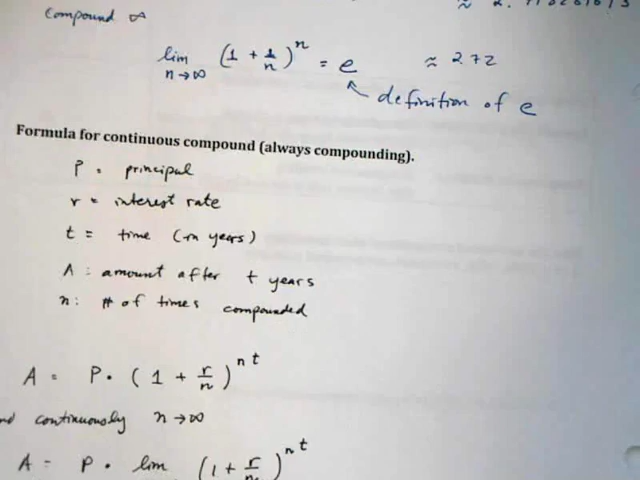 Compound ∞
lim n→∞ (1 + 1/n)^n = e ≈ 2.72
definition of e
Formula for continuous compound (always compounding).
P = principal
r = interest rate
t = time (in years)
A : amount after t years
n : # of times compounded
A = P • (1 + r/n)^nt
continuously n→∞
A = P • lim (1 + r/n)^nt